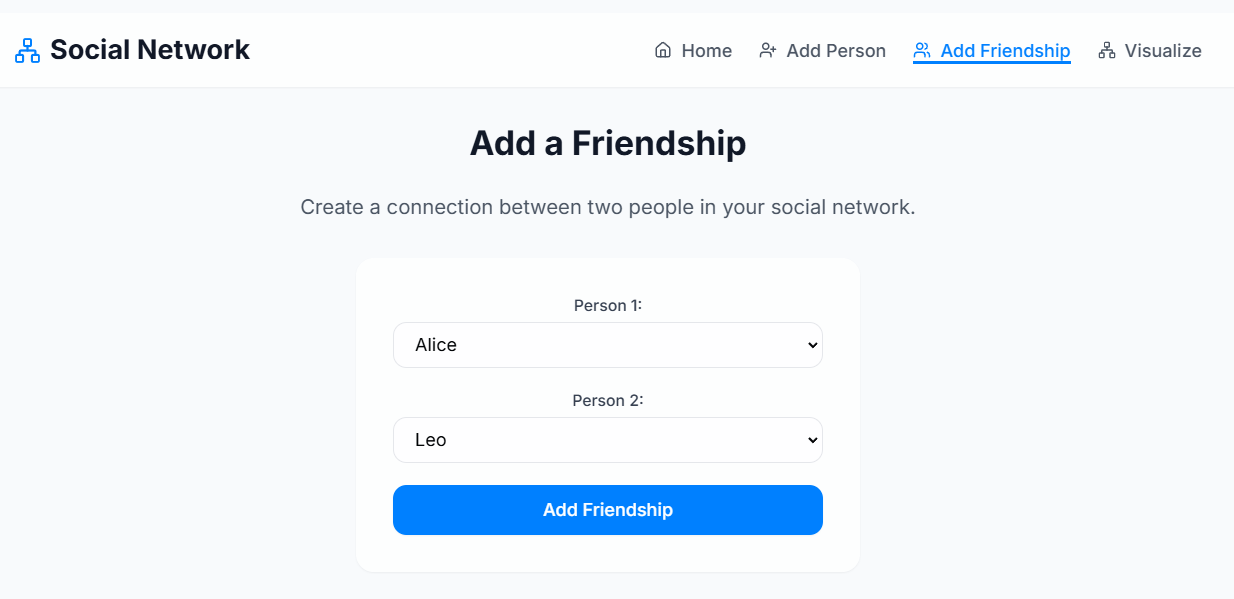 Social Network
Home Add Person Add Friendship Visualize
Add a Friendship
Create a connection between two people in your social network.
Person 1:
Alice
Person 2:
Leo
Add Friendship